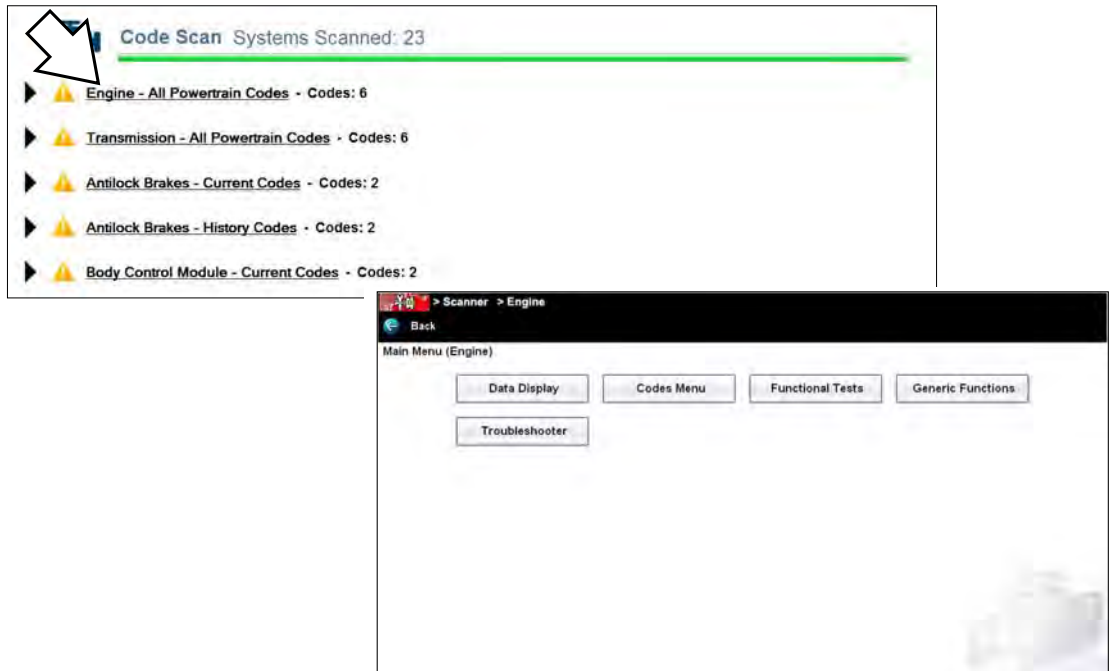 Code Scan Systems Scanned: 23
Engine - All Powertrain Codes - Codes: 6
Transmission - All Powertrain Codes - Codes: 6
Antilock Brakes - Current Codes - Codes: 2
Antilock Brakes - History Codes - Codes: 2
Body Control Module - Current Codes - Codes: 2
> Scanner > Engine
Back
Main Menu (Engine)
Data Display Codes Menu Functional Tests Generic Functions
Troubleshooter